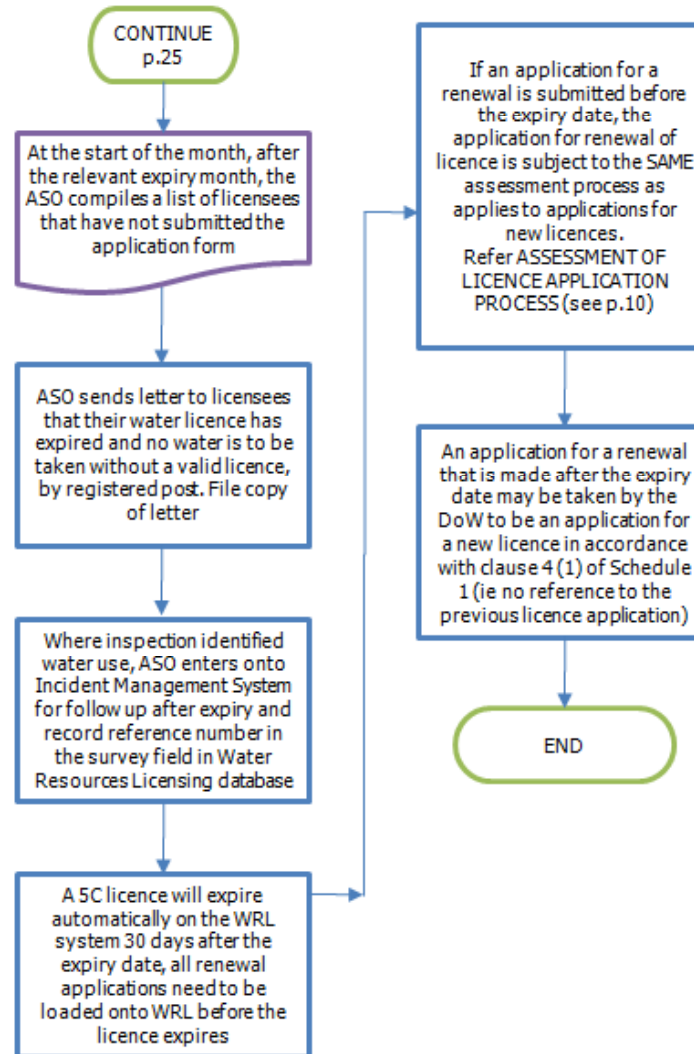 CONTINUE
p.25
At the start of the month, after
the relevant expiry month, the
ASO compiles a list of licensees
that have not submitted the
application form
ASO sends letter to licensees
that their water licence has
expired and no water is to be
taken without a valid licence,
by registered post. File copy
of letter
Where inspection identified
water use, ASO enters onto
Incident Management System
for follow up after expiry and
record reference number in
the survey field in Water
Resources Licensing database
A 5C licence will expire
automatically on the WRL
system 30 days after the
expiry date, all renewal
applications need to be
loaded onto WRL before the
licence expires
If an application for a
renewal is submitted before
the expiry date, the
application for renewal of
licence is subject to the SAME
assessment process as
applies to applications for
new licences.
Refer ASSESSMENT OF
LICENCE APPLICATION
PROCESS (see p.10)
An application for a renewal
that is made after the expiry
date may be taken by the
DoW to be an application for
a new licence in accordance
with clause 4 (1) of Schedule
1 (ie no reference to the
previous licence application)
END